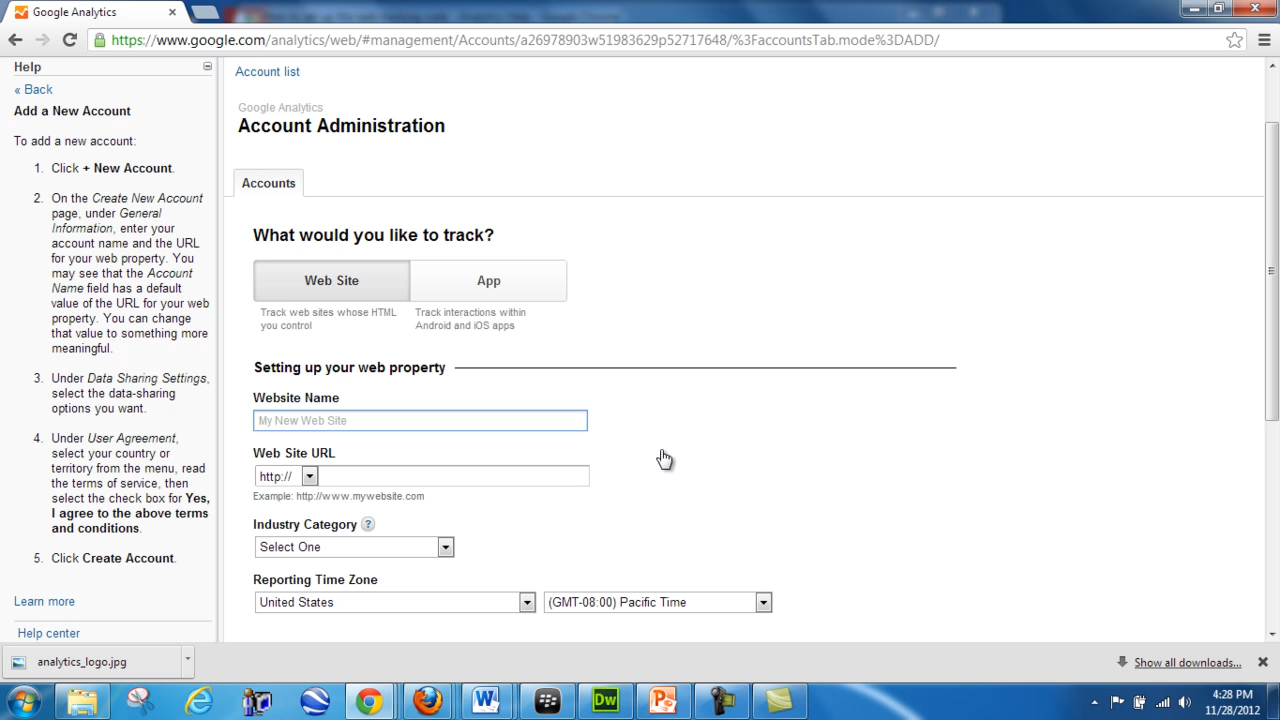 Google Analytics
https://www.google.com/analytics/web/#management/Accounts/a26978903w51983629p52717648/%3FaccountsTab.mode%3DADD/
Help
« Back
Add a New Account
To add a new account:
1. Click + New Account.
2. On the Create New Account
page, under General
Information, enter your
account name and the URL
for your web property. You
may see that the Account
Name field has a default
value of the URL for your web
property. You can change
that value to something more
meaningful.
3. Under Data Sharing Settings,
select the data-sharing
options you want.
4. Under User Agreement,
select your country or
territory from the menu, read
the terms of service, then
select the check box for Yes,
I agree to the above terms
and conditions.
5. Click Create Account.
Learn more
Help center
Account list
Google Analytics
Account Administration
Accounts
What would you like to track?
Web Site
App
Track web sites whose HTML
you control
Track interactions within
Android and iOS apps
Setting up your web property
Website Name
My New Web Site
Web Site URL
http://
Example: http://www.mywebsite.com
Industry Category ?
Select One
Reporting Time Zone
United States
(GMT-08:00) Pacific Time
analytics_logo.jpg
Show all downloads...
W
Dw
P
4:28 PM
11/28/2012